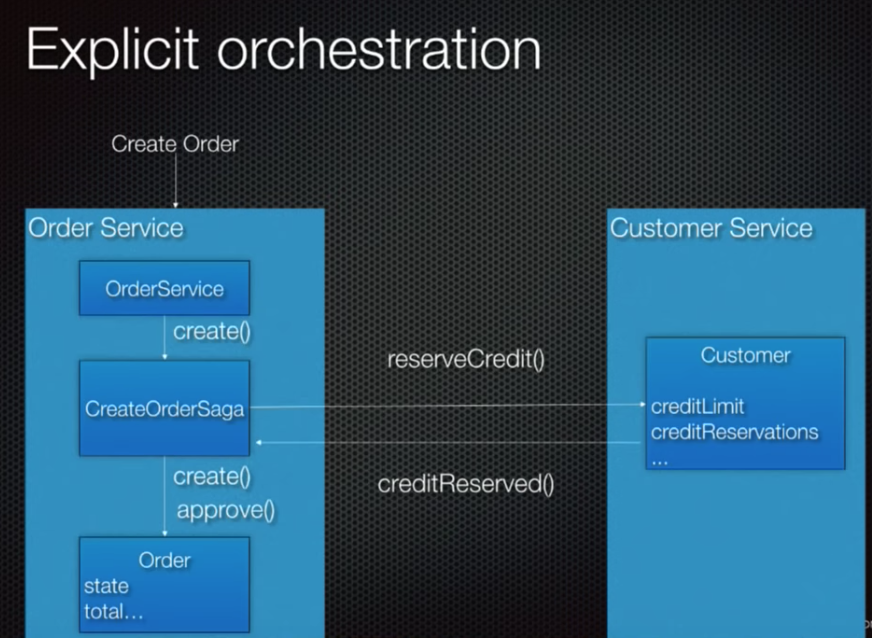 Explicit orchestration
Create Order
Order Service
OrderService
create()
CreateOrderSaga
create()
approve()
Order
state
total...
reserveCredit()
creditReserved()
Customer Service
Customer
creditLimit
creditReservations
...